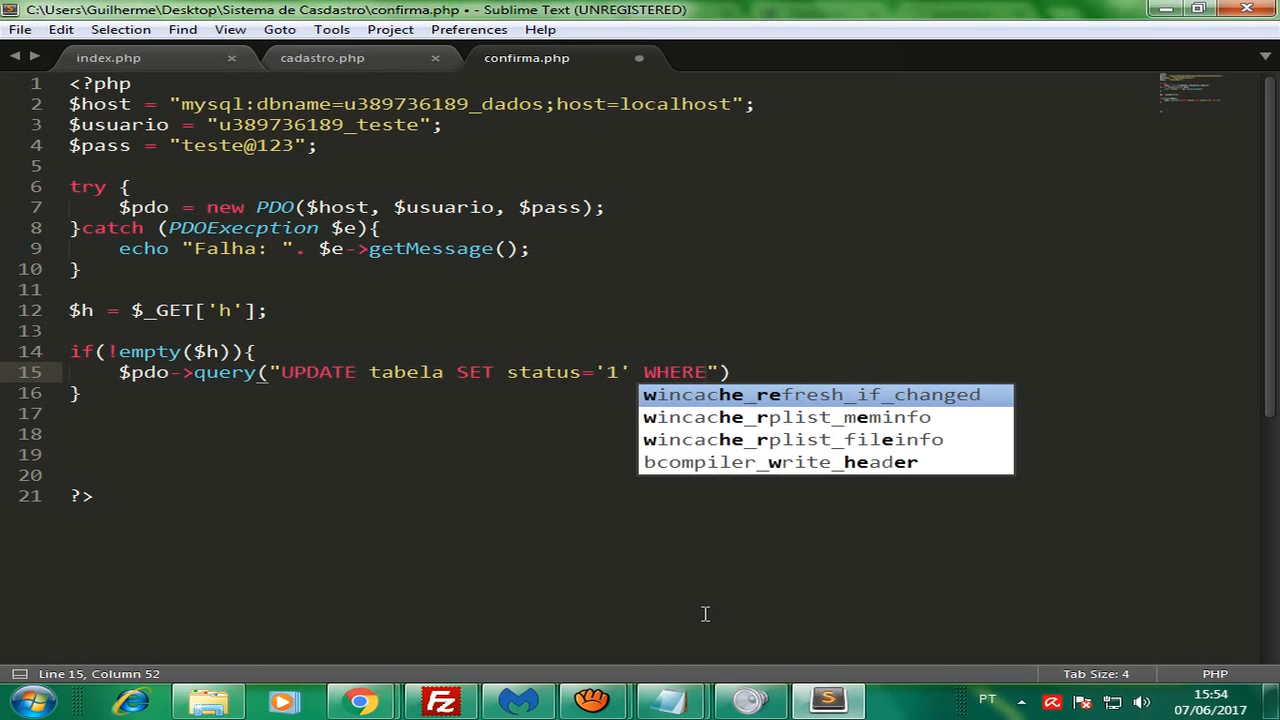 C:\Users\Guilherme\Desktop\Sistema de Casdastro\confirma.php • - Sublime Text (UNREGISTERED)
File Edit Selection Find View Goto Tools Project Preferences Help
index.php × cadastro.php × confirma.php
1 <?php
2 $host = "mysql:dbname=u389736189_dados;host=localhost";
3 $usuario = "u389736189_teste";
4 $pass = "teste@123";
5
6 try {
7 $pdo = new PDO($host, $usuario, $pass);
8 }catch (PDOExecption $e){
9 echo "Falha: ". $e->getMessage();
10 }
11
12 $h = $_GET['h'];
13
14 if(!empty($h)){
15 $pdo->query("UPDATE tabela SET status='1' WHERE")
16 }
wincache_refresh_if_changed
17
wincache_rplist_meminfo
18
wincache_rplist_fileinfo
19
bcompiler_write_header
20
21 ?>
Line 15, Column 52 Tab Size: 4 PHP
PT 15:54
07/06/2017